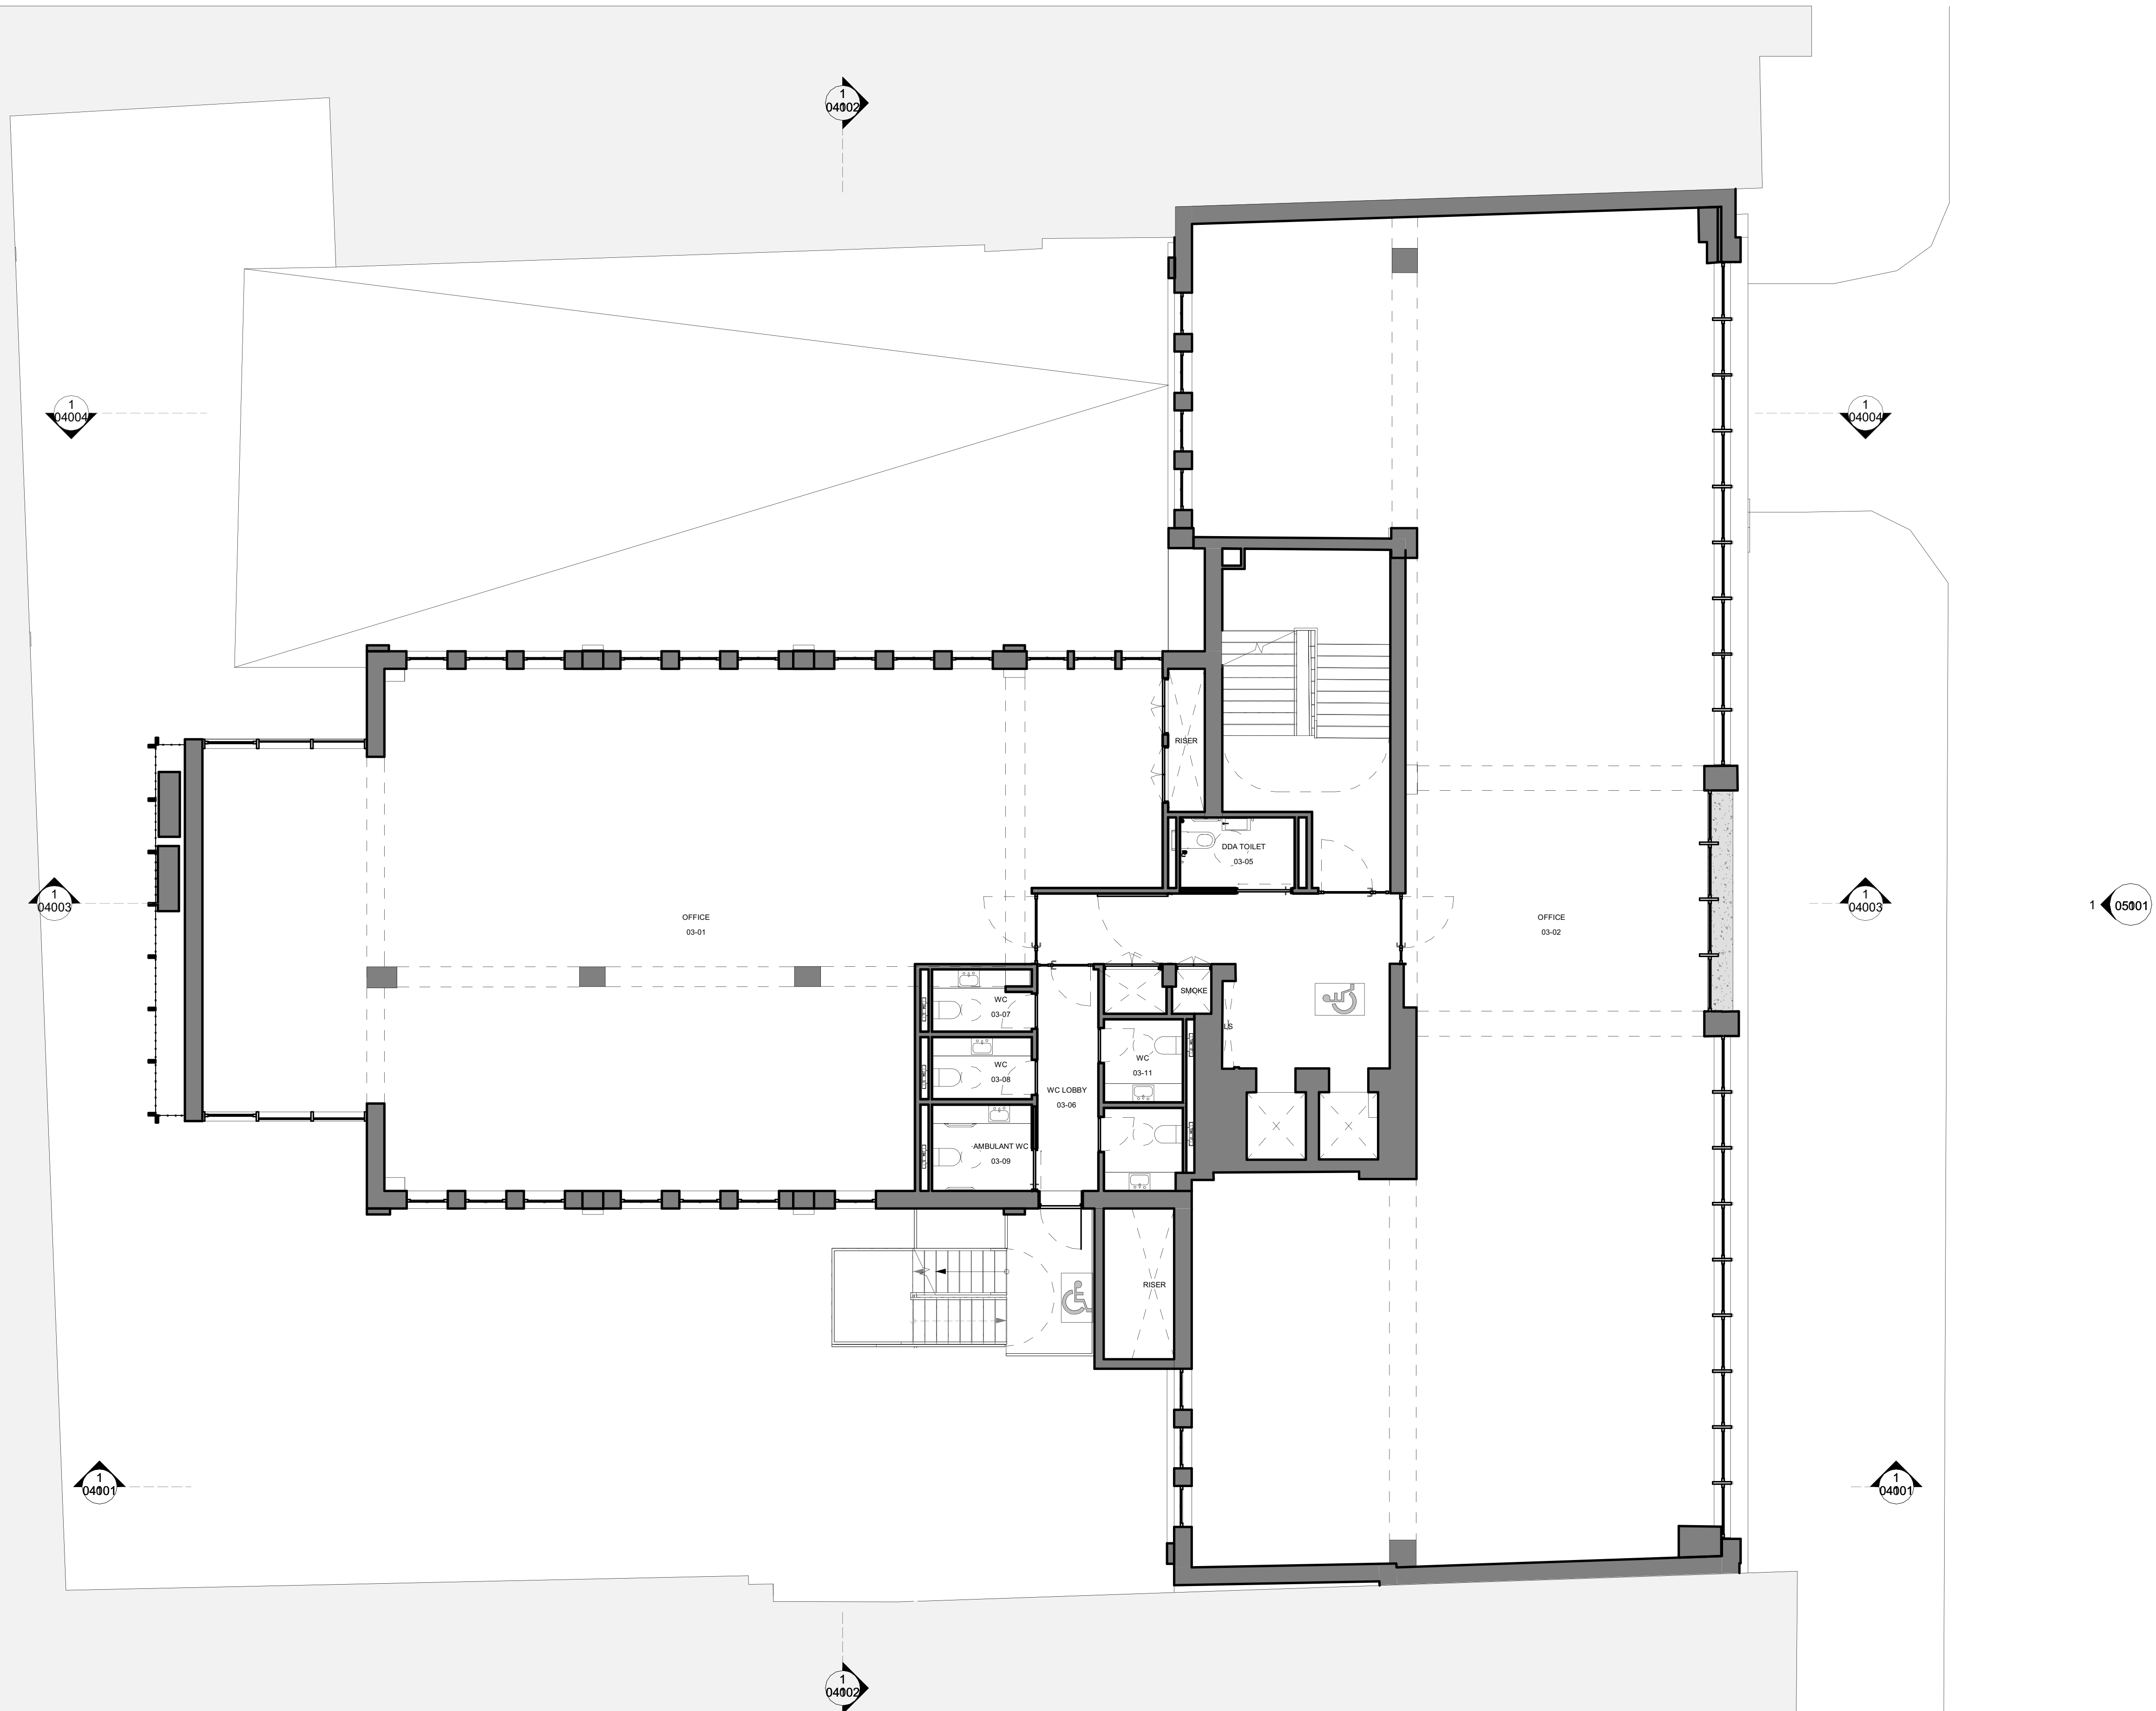 1
04002
1
04004
1
04004
RISER
DDA TOILET
03-05
1
04003
OFFICE
03-01
OFFICE
03-02
1
04003
1
SMOKE
WC
03-07
LS
WC
03-08
WC
03-11
WC LOBBY
03-06
AMBULANT WC
03-09
RISER
1
04001
1
04001
1
04002